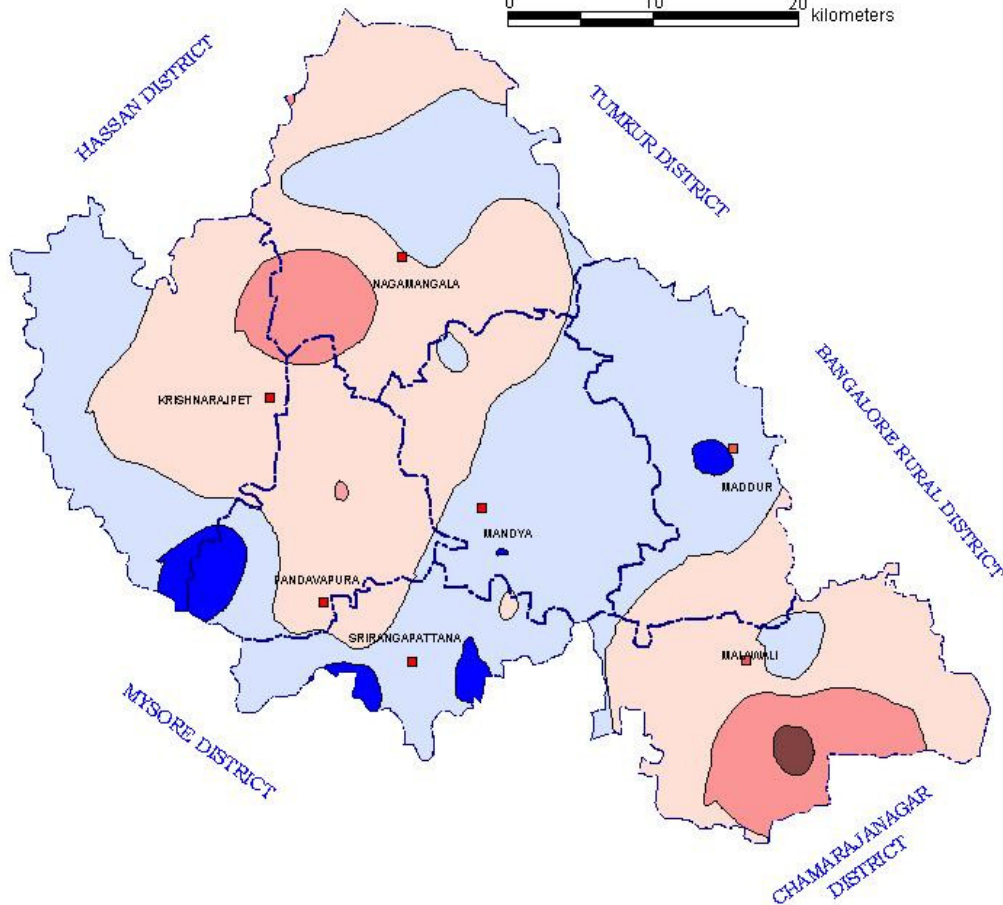 0 10 20
kilometers
HASSAN DISTRICT
TUMKUR DISTRICT
NAGAMANGALA
BANGALORE RURAL DISTRICT
KRISHNARAJPET
MADDUR
MANDYA
PANDAVAPURA
SRIRANGAPATTANA
MALAVALLI
MYSORE DISTRICT
CHAMARAJANAGAR
DISTRICT